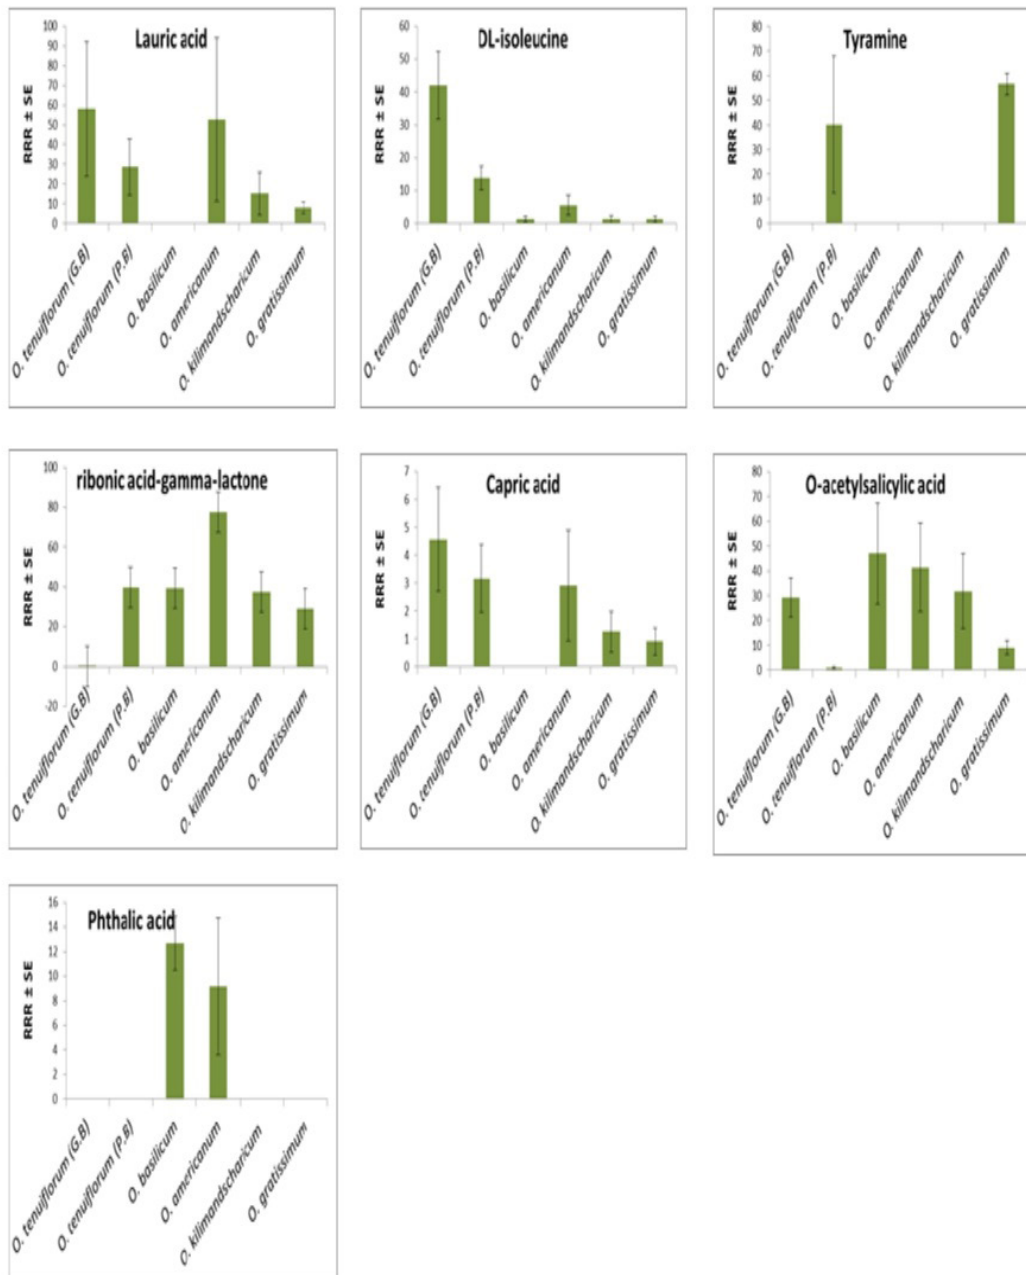 Lauric acid
RRR ± SE
100
90
80
70
60
50
40
30
20
10
0
O. tenuiflorum (G.B)
O. tenuiflorum (P.B)
O. basilicum
O. americanum
O. kilimandscharicum
O. gratissimum
DL-isoleucine
RRR ± SE
60
50
40
30
20
10
0
O. tenuiflorum (G.B)
O. tenuiflorum (P.B)
O. basilicum
O. americanum
O. kilimandscharicum
O. gratissimum
Tyramine
RRR ± SE
80
70
60
50
40
30
20
10
0
O. tenuiflorum (G.B)
O. tenuiflorum (P.B)
O. basilicum
O. americanum
O. kilimandscharicum
O. gratissimum
ribonic acid-gamma-lactone
RRR ± SE
100
80
60
40
20
0
-20
O. tenuiflorum (G.B)
O. tenuiflorum (P.B)
O. basilicum
O. americanum
O. kilimandscharicum
O. gratissimum
Capric acid
RRR ± SE
7
6
5
4
3
2
1
0
O. tenuiflorum (G.B)
O. tenuiflorum (P.B)
O. basilicum
O. americanum
O. kilimandscharicum
O. gratissimum
O-acetylsalicylic acid
RRR ± SE
80
70
60
50
40
30
20
10
0
O. tenuiflorum (G.B)
O. tenuiflorum (P.B)
O. basilicum
O. americanum
O. kilimandscharicum
O. gratissimum
Phthalic acid
RRR ± SE
16
14
12
10
8
6
4
2
0
O. tenuiflorum (G.B)
O. tenuiflorum (P.B)
O. basilicum
O. americanum
O. kilimandscharicum
O. gratissimum